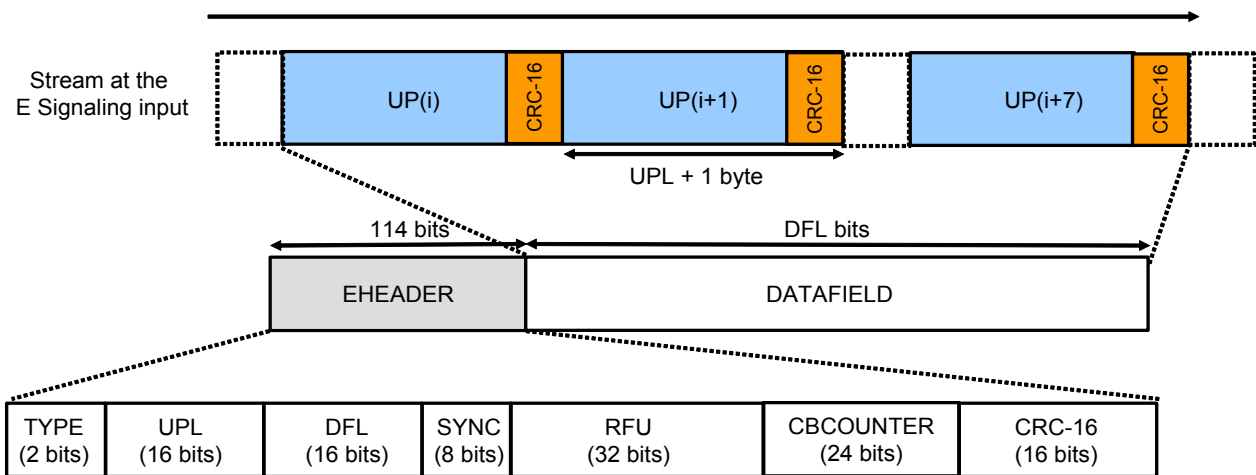 Stream at the
E Signaling input
UP(i)
CRC-16
UP(i+1)
CRC-16
UP(i+7)
CRC-16
UPL + 1 byte
114 bits
DFL bits
EHEADER
DATAFIELD
TYPE
(2 bits)
UPL
(16 bits)
DFL
(16 bits)
SYNC
(8 bits)
RFU
(32 bits)
CBCOUNTER
(24 bits)
CRC-16
(16 bits)